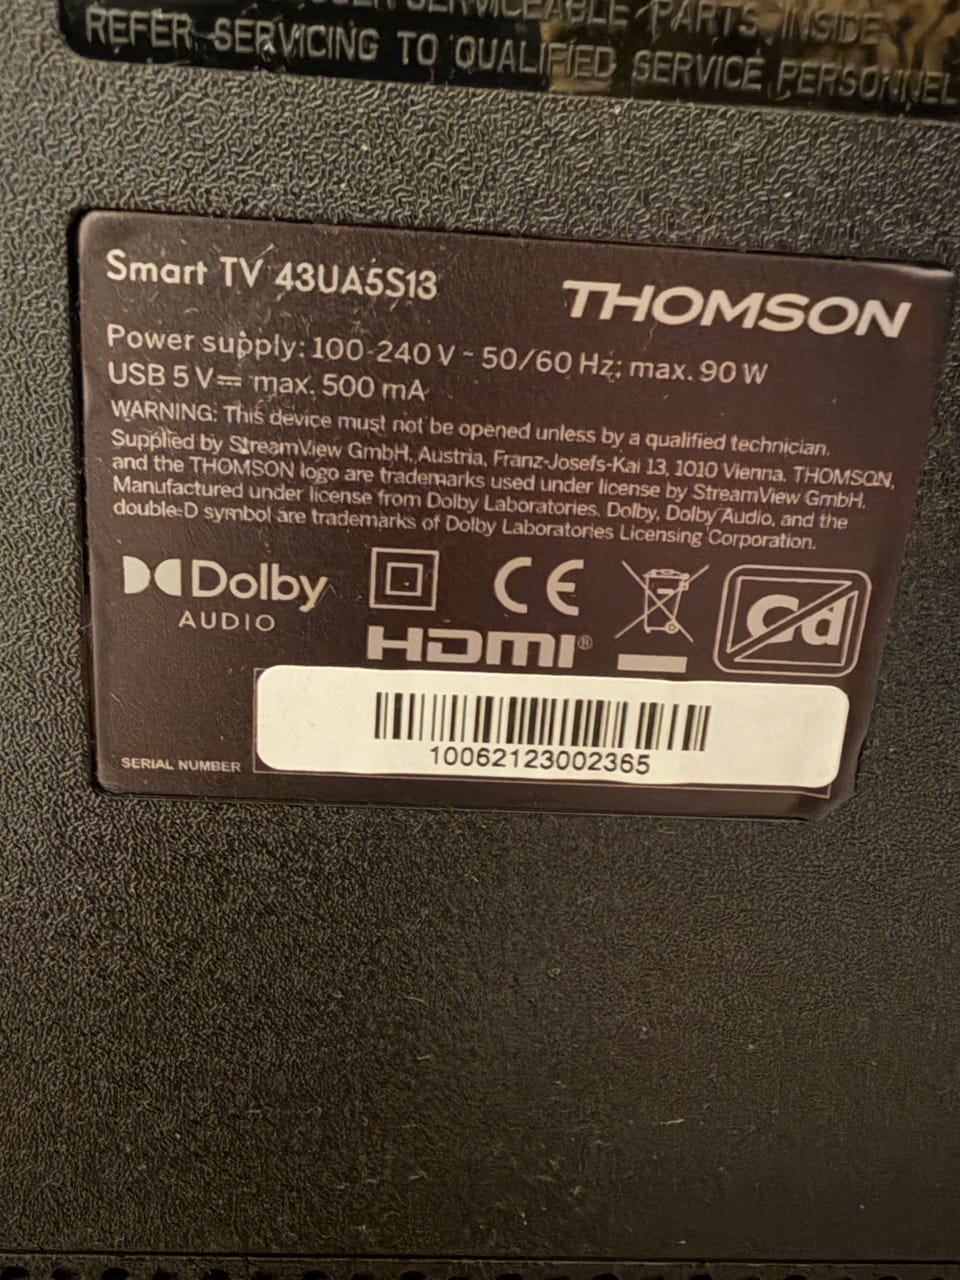 USER SERVICEABLE PARTS INSIDE
REFER SERVICING TO QUALIFIED SERVICE PERSONNEL
Smart TV 43UA5S13
THOMSON
Power supply: 100-240 V ~ 50/60 Hz; max. 90 W
USB 5 V⎓ max. 500 mA
WARNING: This device must not be opened unless by a qualified technician.
Supplied by StreamView GmbH, Austria, Franz-Josefs-Kai 13, 1010 Vienna. THOMSON,
and the THOMSON logo are trademarks used under license by StreamView GmbH.
Manufactured under license from Dolby Laboratories. Dolby, Dolby Audio, and the
double-D symbol are trademarks of Dolby Laboratories Licensing Corporation.
Dolby
AUDIO
CE
Cd
HDMI®
SERIAL NUMBER
10062123002365